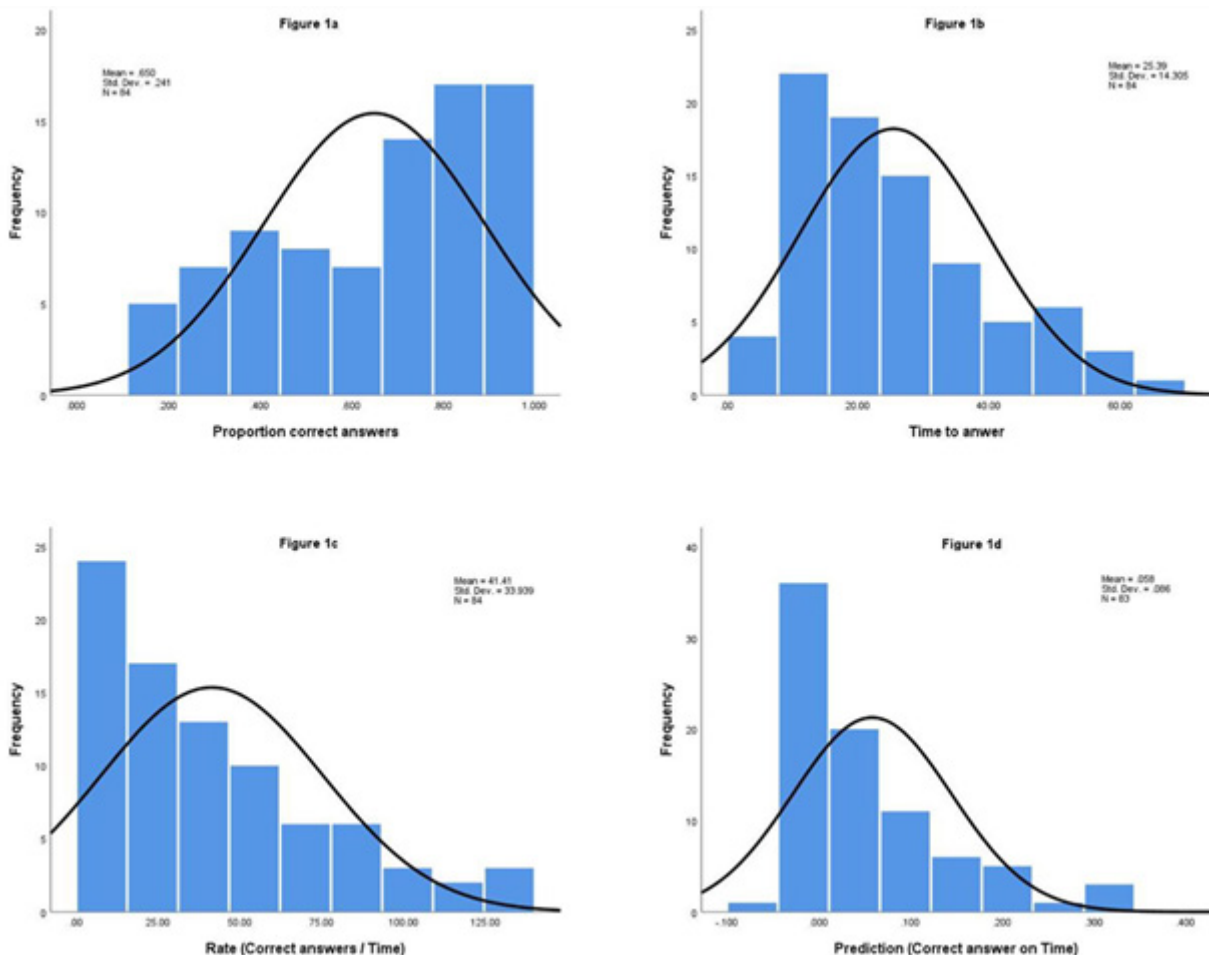 Figure 1a
20
15
10
5
0
Frequency
Mean = .650
Std. Dev. = .241
N = 84
.000 .200 .400 .600 .800 1.000
Proportion correct answers
Figure 1b
25
20
15
10
5
0
Frequency
Mean = 25.39
Std. Dev. = 14.305
N = 84
.00 20.00 40.00 60.00
Time to anwer
Figure 1c
25
20
15
10
5
0
Frequency
Mean = 41.41
Std. Dev. = 33.939
N = 84
.00 25.00 50.00 75.00 100.00 125.00
Rate (Correct answers / Time)
Figure 1d
40
30
20
10
0
Frequency
Mean = .058
Std. Dev. = .086
N = 83
-.100 .000 .100 .200 .300 .400
Prediction (Correct answer on Time)